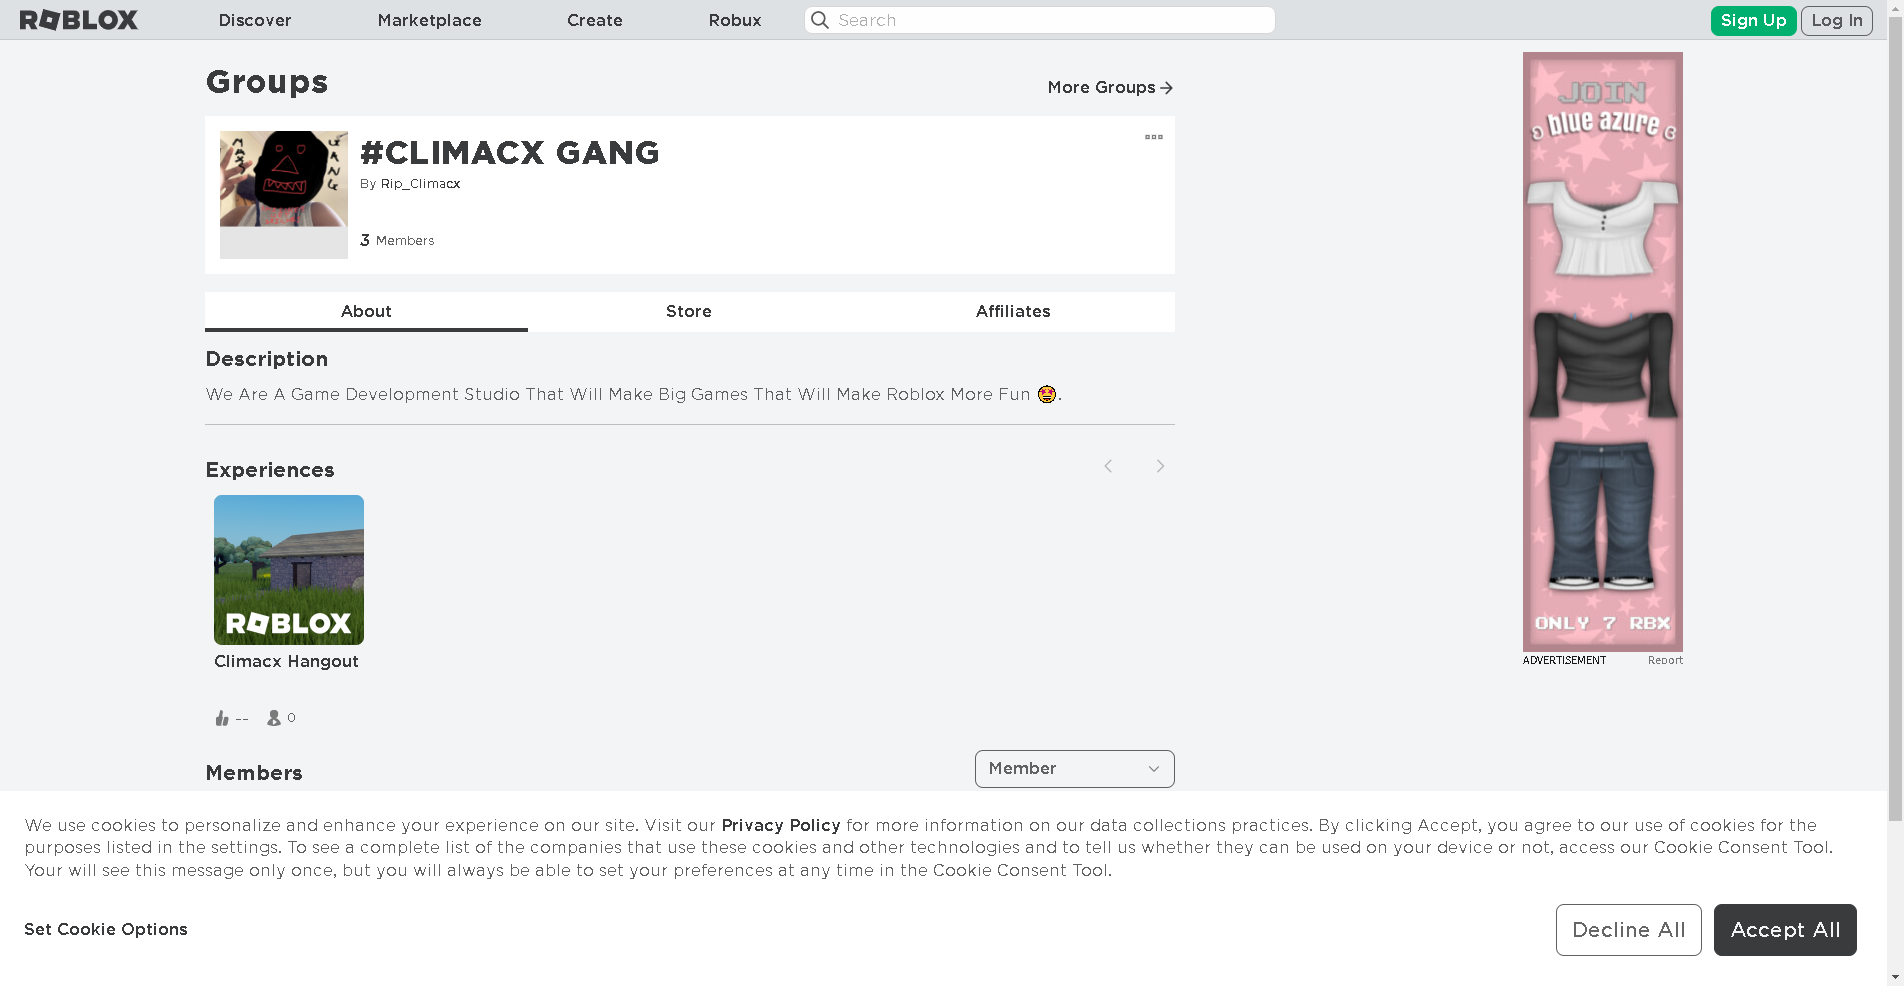 ROBLOX
Discover
Marketplace
Create
Robux
Search
Sign Up
Log In
Groups
More Groups
#CLIMACX GANG
By Rip_Climacx
3 Members
About
Store
Affiliates
Description
We Are A Game Development Studio That Will Make Big Games That Will Make Roblox More Fun 🤩.
Experiences
ROBLOX
Climacx Hangout
--
0
Members
Member
JOIN
blue azure
ONLY 7 RBX
ADVERTISEMENT
Report
We use cookies to personalize and enhance your experience on our site. Visit our Privacy Policy for more information on our data collections practices. By clicking Accept, you agree to our use of cookies for the
purposes listed in the settings. To see a complete list of the companies that use these cookies and other technologies and to tell us whether they can be used on your device or not, access our Cookie Consent Tool.
Your will see this message only once, but you will always be able to set your preferences at any time in the Cookie Consent Tool.
Set Cookie Options
Decline All
Accept All